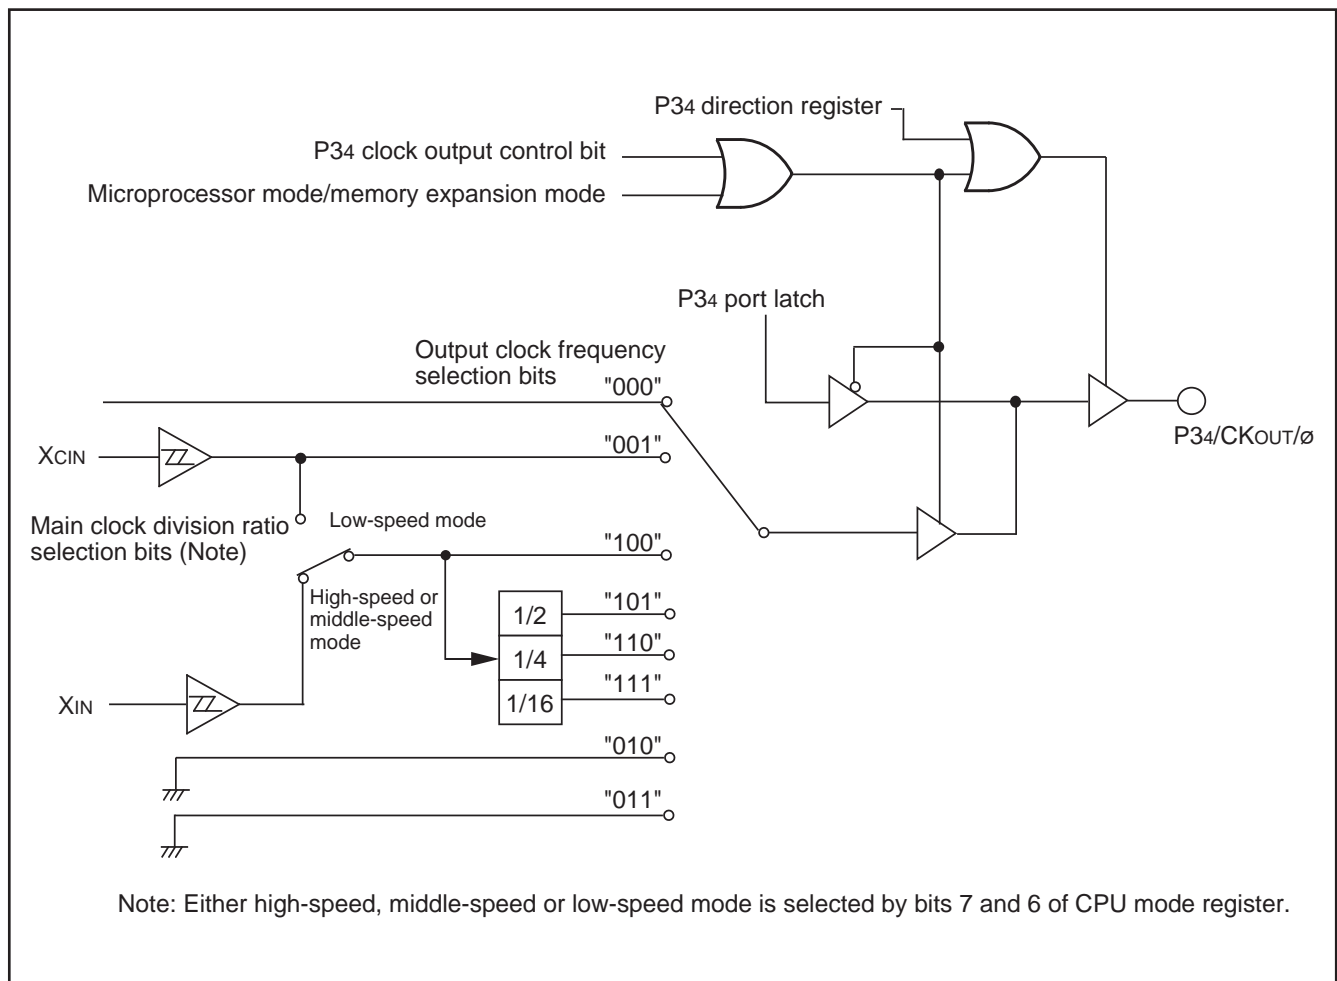 P34 direction register
P34 clock output control bit
Microprocessor mode/memory expansion mode
P34 port latch
Output clock frequency
selection bits
"000"
XCIN
"001"
P34/CKOUT/ø
Main clock division ratio
selection bits (Note)
Low-speed mode
"100"
High-speed or
middle-speed
mode
1/2
"101"
1/4
"110"
1/16
"111"
XIN
"010"
"011"
Note: Either high-speed, middle-speed or low-speed mode is selected by bits 7 and 6 of CPU mode register.